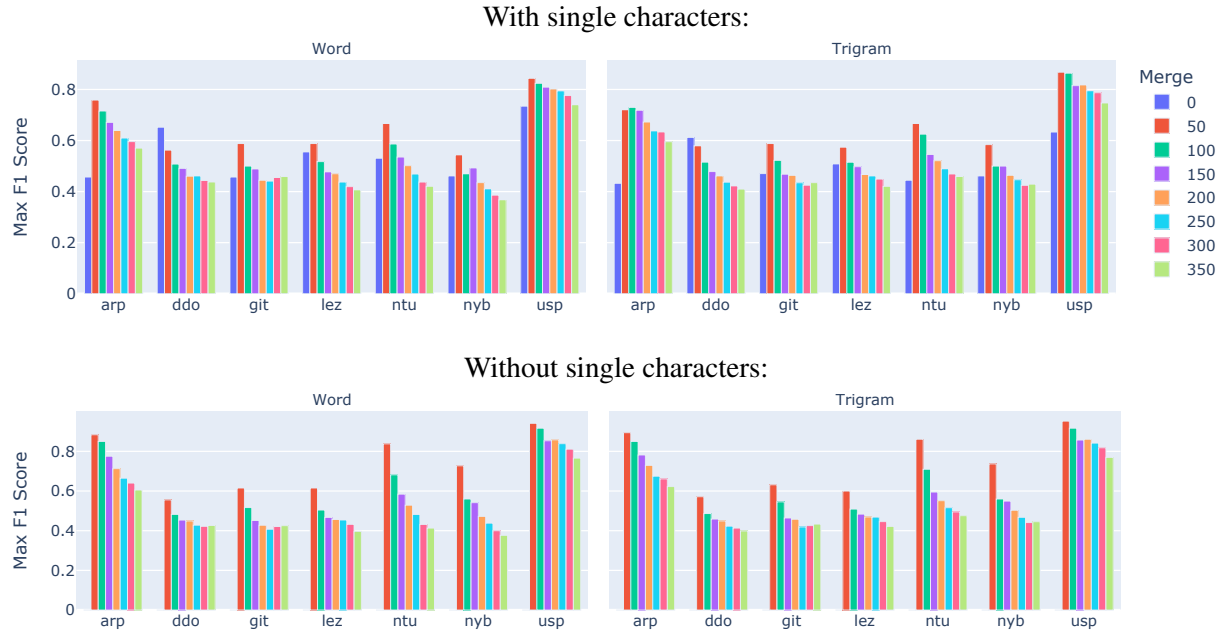 With single characters:
Word Trigram
Max F1 Score
0.8
0.6
0.4
0.2
0
arp ddo git lez ntu nyb usp arp ddo git lez ntu nyb usp
Merge
0
50
100
150
200
250
300
350
Without single characters:
Word Trigram
Max F1 Score
0.8
0.6
0.4
0.2
0
arp ddo git lez ntu nyb usp arp ddo git lez ntu nyb usp